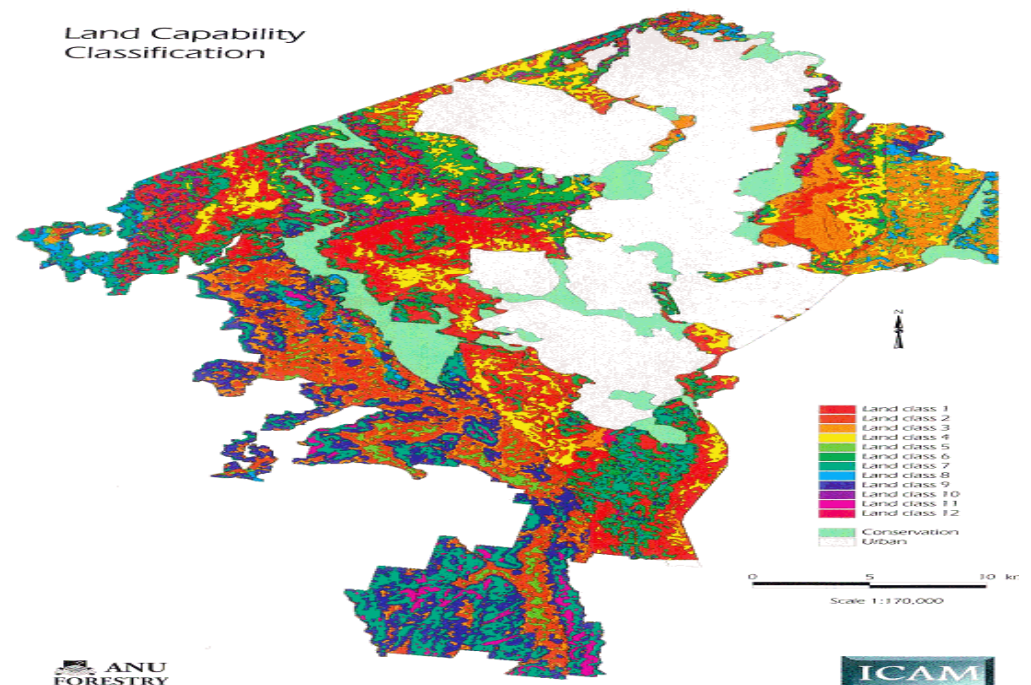 Land Capability
Classification
N
Land class 1
Land class 2
Land class 3
Land class 4
Land class 5
Land class 6
Land class 7
Land class 8
Land class 9
Land class 10
Land class 11
Land class 12
Conservation
Urban
0 5 10 kr
Scale 1:170,000
ANU
FORESTRY
ICAM